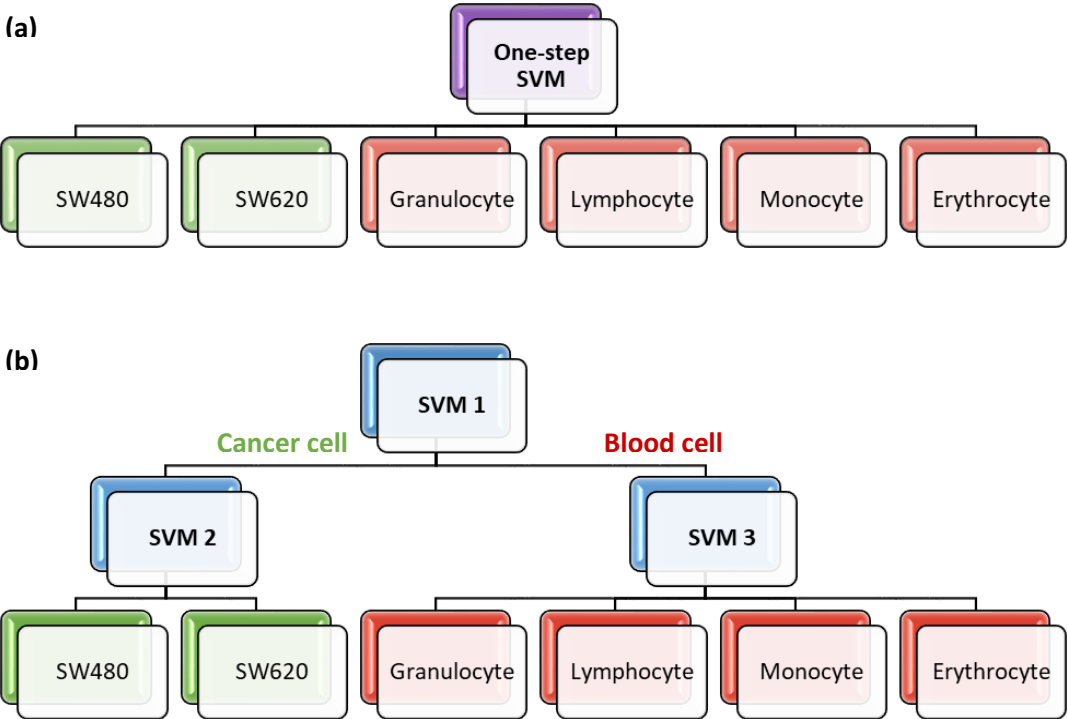 (a)
One-step
SVM
SW480
SW620
Granulocyte
Lymphocyte
Monocyte
Erythrocyte
(b)
SVM 1
Cancer cell
Blood cell
SVM 2
SVM 3
SW480
SW620
Granulocyte
Lymphocyte
Monocyte
Erythrocyte